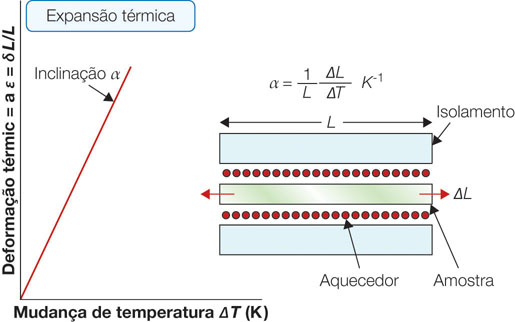 Expansão térmica
Deformação térmic = a ε = δL/L
Inclinação α
Mudança de temperatura ΔT (K)
α = 1/L ΔL/ΔT K⁻¹
L
Isolamento
ΔL
Aquecedor
Amostra